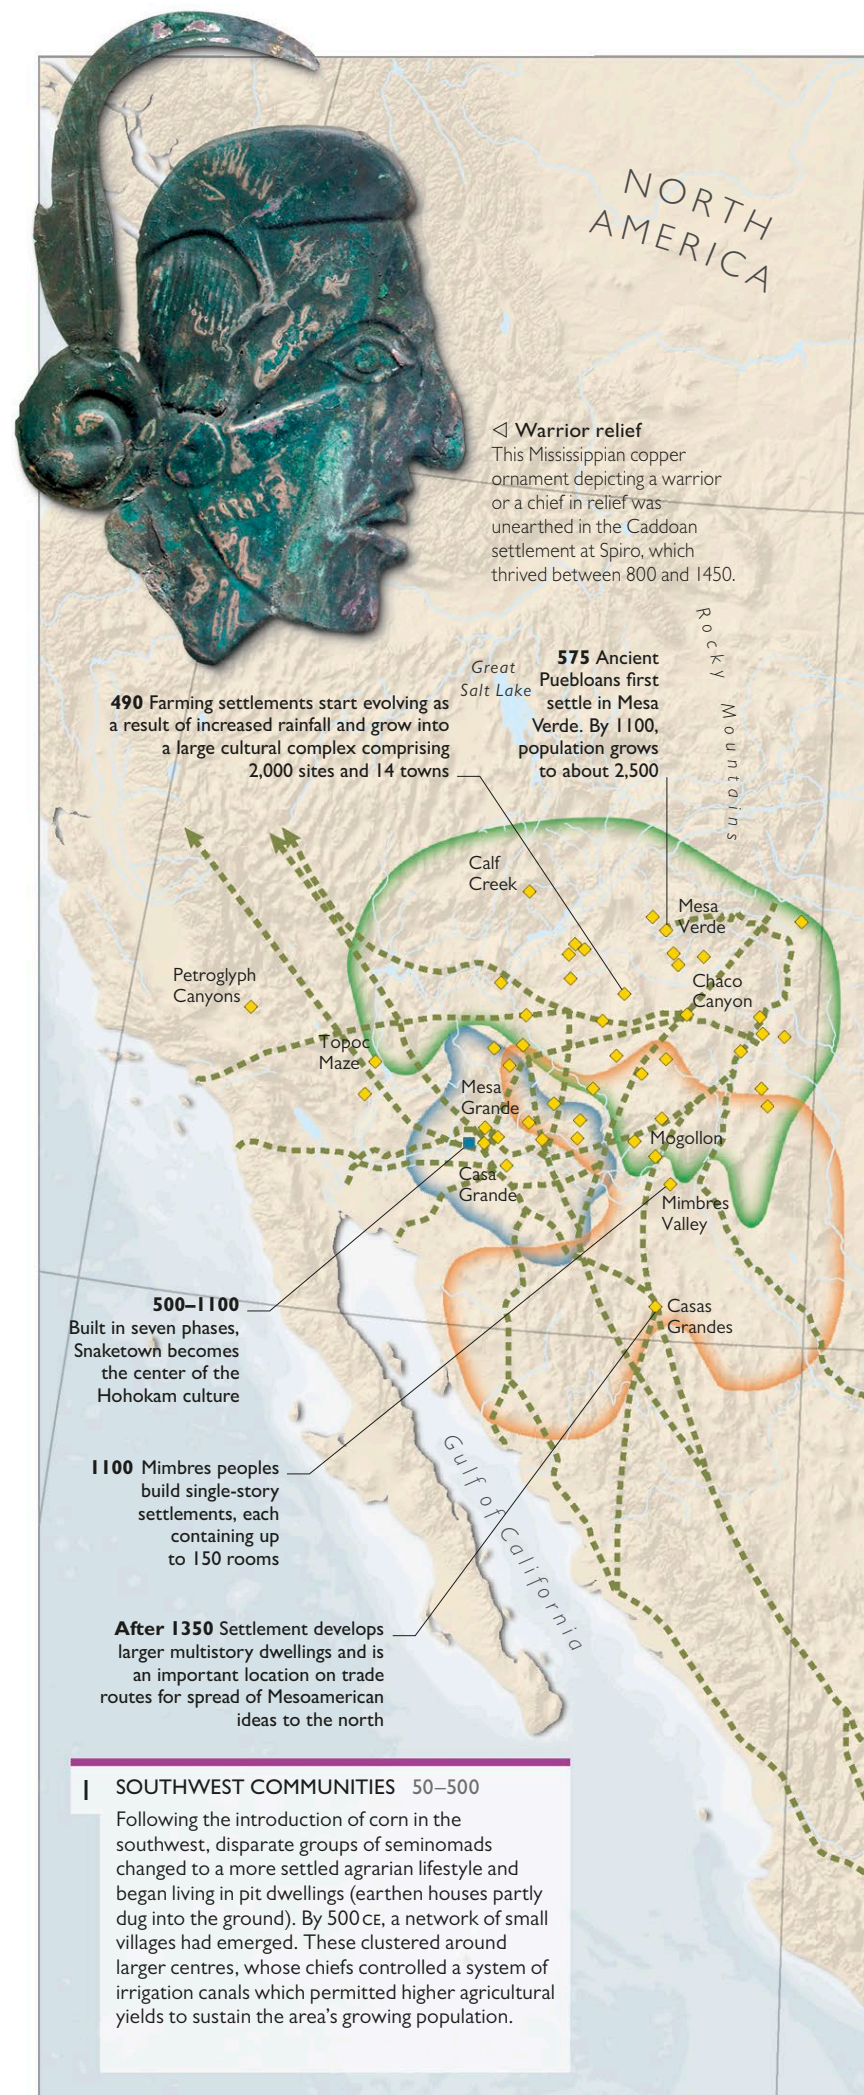 NORTH
AMERICA
◁ Warrior relief
This Mississippian copper
ornament depicting a warrior
or a chief in relief was
unearthed in the Caddoan
settlement at Spiro, which
thrived between 800 and 1450.
Rocky Mountains
Great
Salt Lake
575 Ancient
Puebloans first
settle in Mesa
Verde. By 1100,
population grows
to about 2,500
490 Farming settlements start evolving as
a result of increased rainfall and grow into
a large cultural complex comprising
2,000 sites and 14 towns
Calf
Creek
Mesa
Verde
Petroglyph
Canyons
Chaco
Canyon
Topoc
Maze
Mesa
Grande
Mogollon
Casa
Grande
Mimbres
Valley
Casas
Grandes
500–1100
Built in seven phases,
Snaketown becomes
the center of the
Hohokam culture
1100 Mimbres peoples
build single-story
settlements, each
containing up
to 150 rooms
Gulf of California
After 1350 Settlement develops
larger multistory dwellings and is
an important location on trade
routes for spread of Mesoamerican
ideas to the north
1 SOUTHWEST COMMUNITIES 50–500
Following the introduction of corn in the
southwest, disparate groups of seminomads
changed to a more settled agrarian lifestyle and
began living in pit dwellings (earthen houses partly
dug into the ground). By 500 CE, a network of small
villages had emerged. These clustered around
larger centres, whose chiefs controlled a system of
irrigation canals which permitted higher agricultural
yields to sustain the area's growing population.